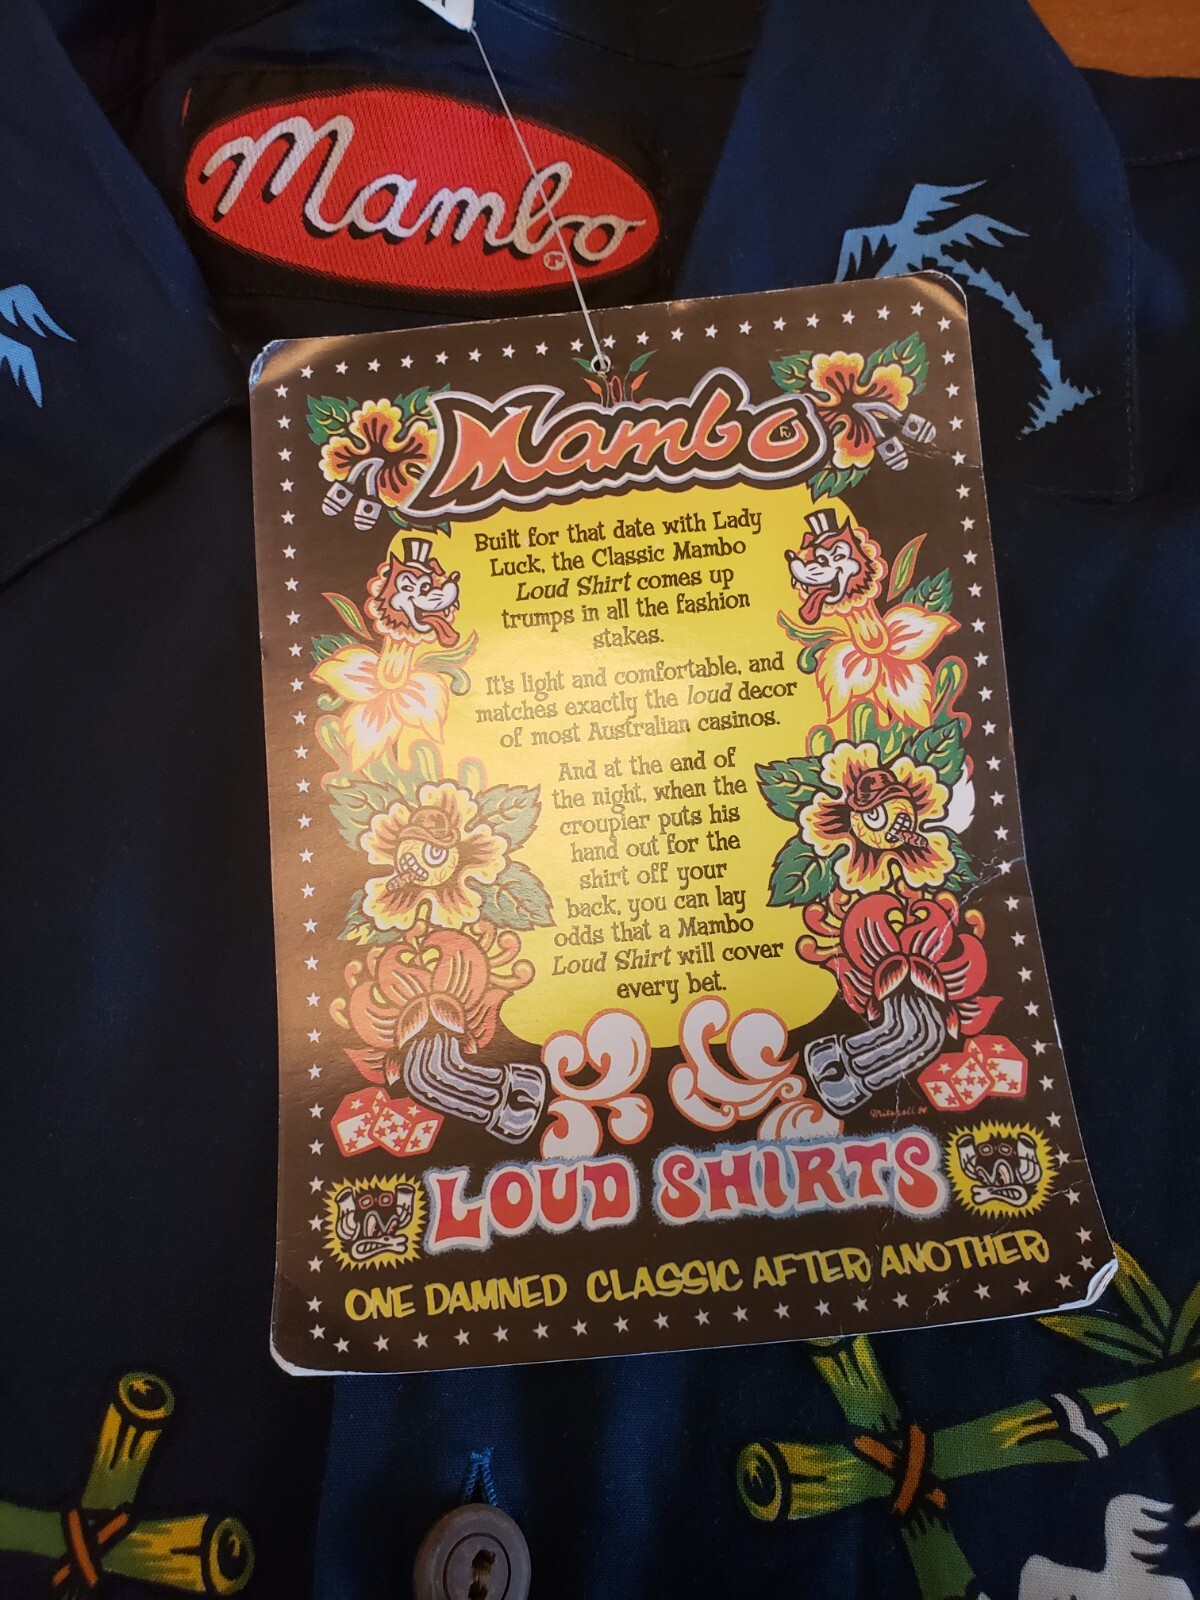 Mambo
Mambo
Built for that date with Lady
Luck, the Classic Mambo
Loud Shirt comes up
trumps in all the fashion
stakes.
It's light and comfortable, and
matches exactly the loud decor
of most Australian casinos.
And at the end of
the night, when the
croupier puts his
hand out for the
shirt off your
back, you can lay
odds that a Mambo
Loud Shirt will cover
every bet.
LOUD SHIRTS
ONE DAMNED CLASSIC AFTER ANOTHER